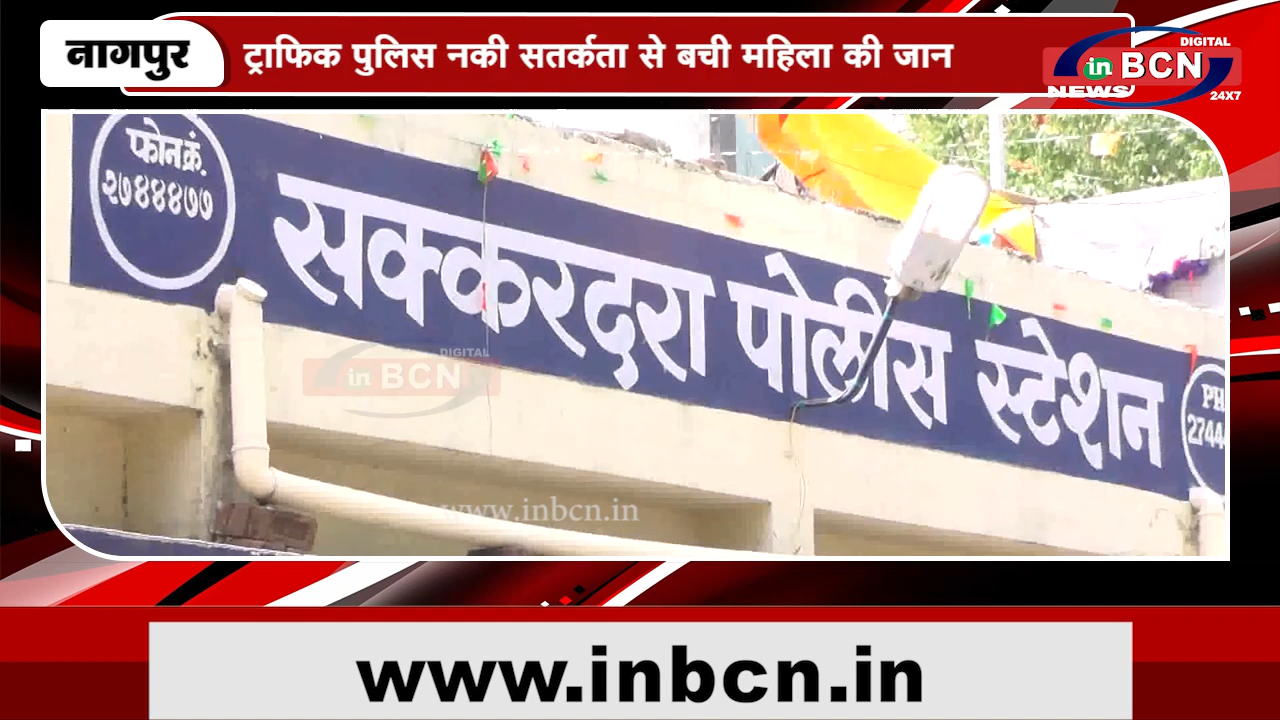 नागपुर
ट्राफिक पुलिस नकी सतर्कता से बची महिला की जान
DIGITAL
in BCN
NEWS
24X7
फोन क्रं.
२७४४४७७
सक्करदरा पोलीस स्टेशन
PH
2744
DIGITAL
in BCN
www.inbcn.in
www.inbcn.in